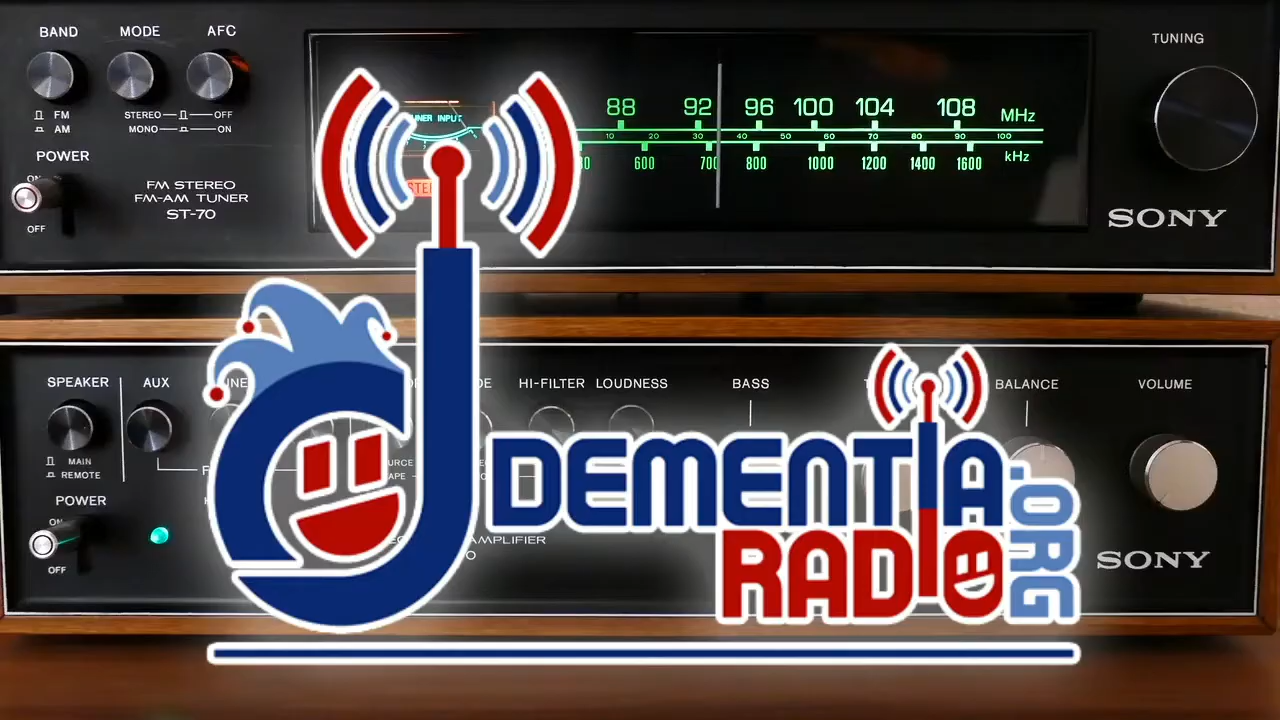 BAND MODE AFC
FM
AM
STEREO OFF
MONO ON
POWER
ON
OFF
FM STEREO
FM-AM TUNER
ST-70
TUNER INPUT
88 92 96 100 104 108 MHz
10 20 30 40 50 60 70 80 90 100
600 700 800 1000 1200 1400 1600 kHz
TUNING
SONY
SPEAKER AUX
HI-FILTER LOUDNESS BASS BALANCE VOLUME
MAIN
REMOTE
POWER
ON
OFF
AMPLIFIER
SONY
DEMENTIA
RADIO
.ORG